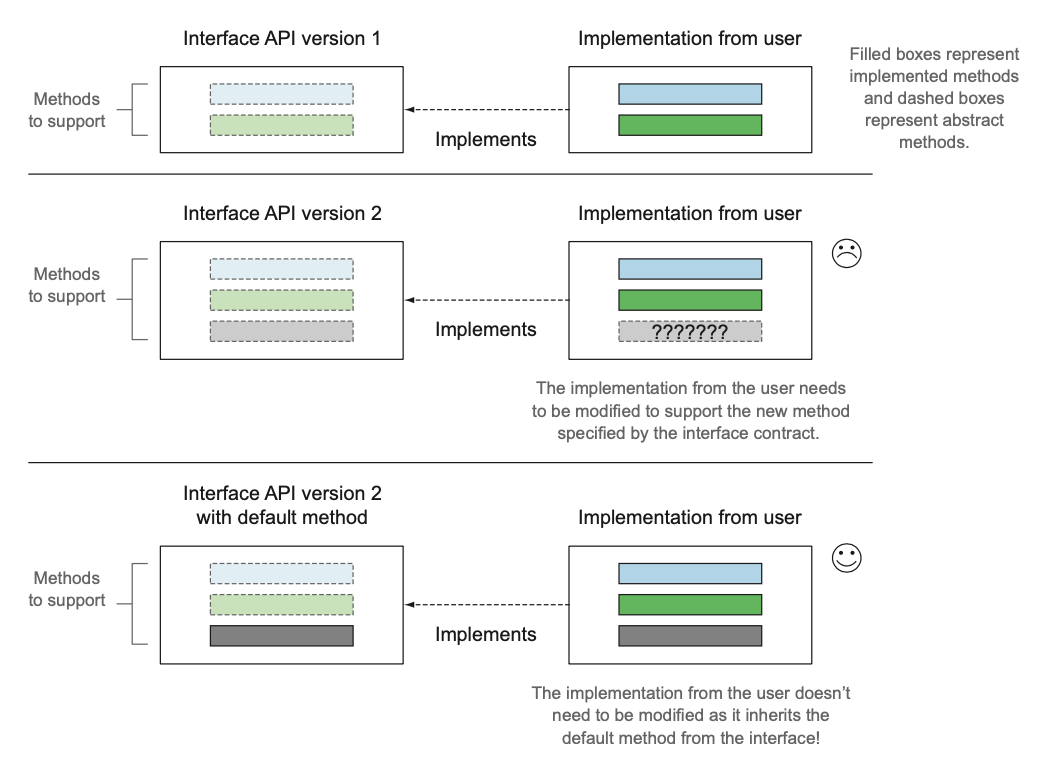 Interface API version 1
Implementation from user
Filled boxes represent
implemented methods
and dashed boxes
represent abstract
methods.
Methods
to support
Implements
Interface API version 2
Implementation from user
Methods
to support
Implements
???????
The implementation from the user needs
to be modified to support the new method
specified by the interface contract.
Interface API version 2
with default method
Implementation from user
Methods
to support
Implements
The implementation from the user doesn’t
need to be modified as it inherits the
default method from the interface!